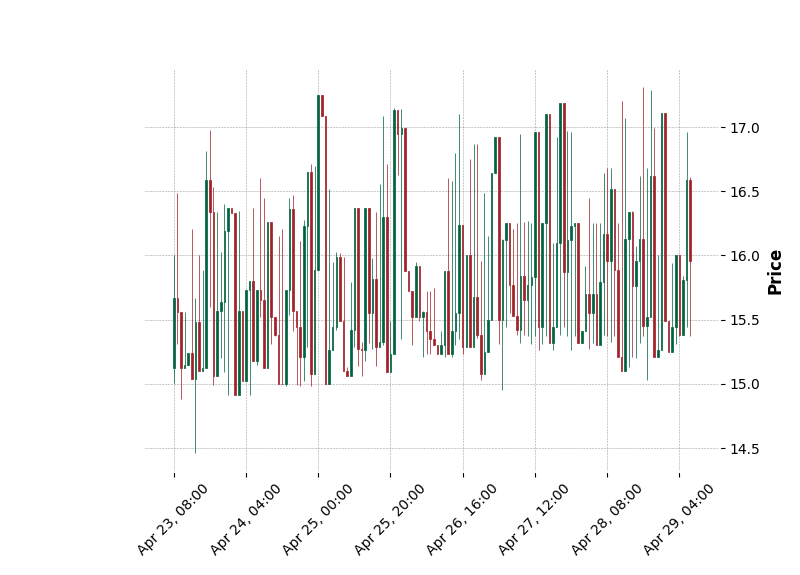 17.0
16.5
16.0
15.5
15.0
14.5
Price
Apr 23, 08:00
Apr 24, 04:00
Apr 25, 00:00
Apr 25, 20:00
Apr 26, 16:00
Apr 27, 12:00
Apr 28, 08:00
Apr 29, 04:00